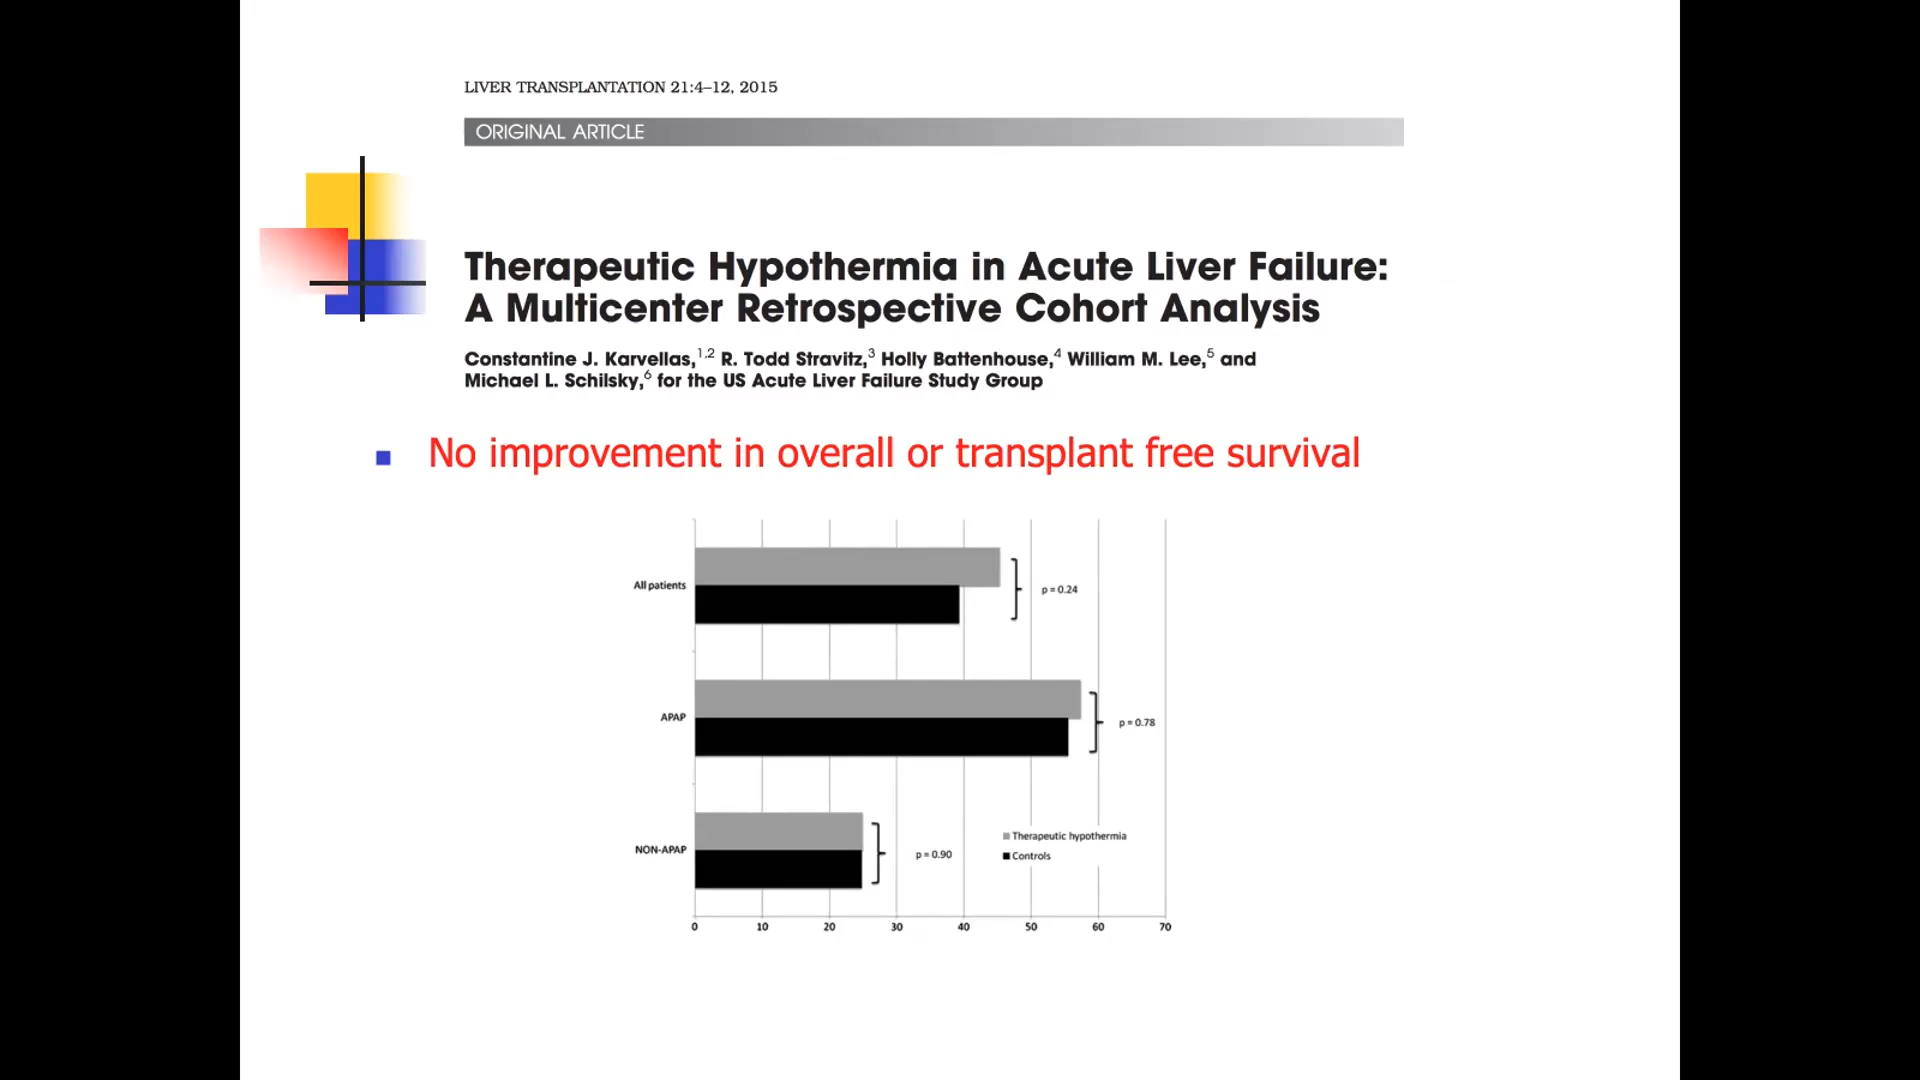 LIVER TRANSPLANTATION 21:4–12, 2015
ORIGINAL ARTICLE
Therapeutic Hypothermia in Acute Liver Failure:
A Multicenter Retrospective Cohort Analysis
Constantine J. Karvellas,1,2 R. Todd Stravitz,3 Holly Battenhouse,4 William M. Lee,5 and
Michael L. Schilsky,6 for the US Acute Liver Failure Study Group
No improvement in overall or transplant free survival
All patients
p = 0.24
APAP
p = 0.78
NON-APAP
p = 0.90
Therapeutic hypothermia
Controls
0 10 20 30 40 50 60 70